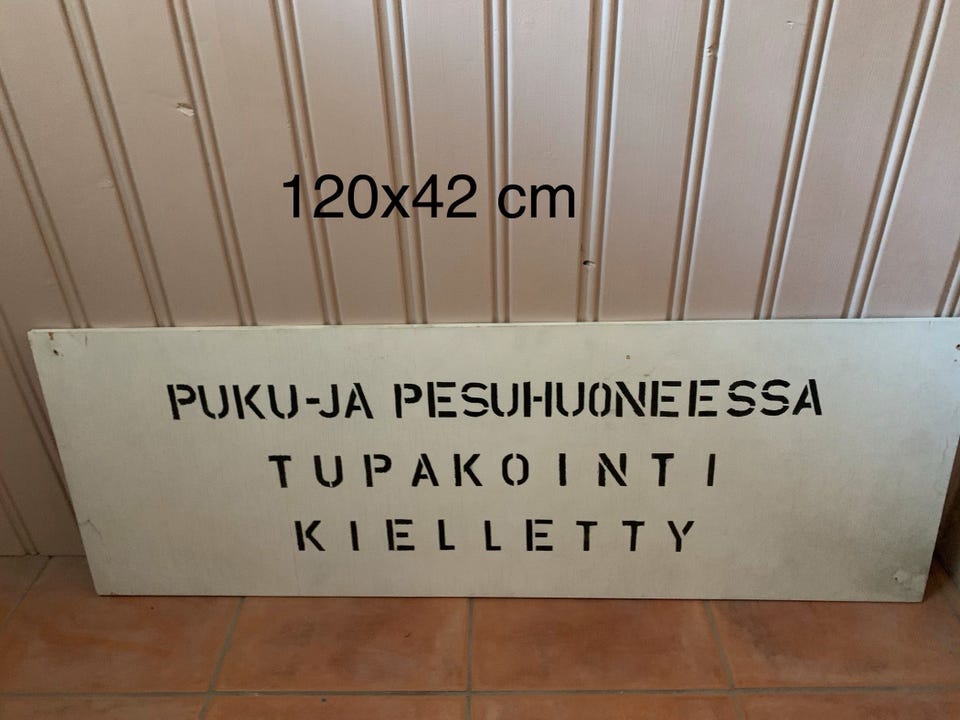 120x42 cm
PUKU-JA PESUHUONEESSA
TUPAKOINTI
KIELLETTY